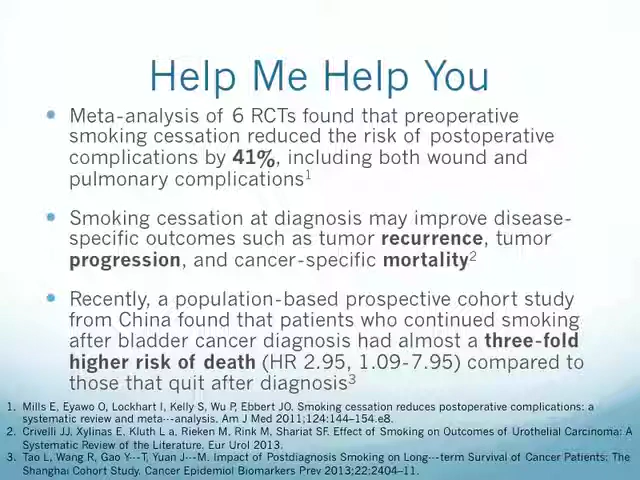 Help Me Help You
• Meta-analysis of 6 RCTs found that preoperative
smoking cessation reduced the risk of postoperative
complications by 41%, including both wound and
pulmonary complications1
• Smoking cessation at diagnosis may improve disease-
specific outcomes such as tumor recurrence, tumor
progression, and cancer-specific mortality2
• Recently, a population-based prospective cohort study
from China found that patients who continued smoking
after bladder cancer diagnosis had almost a three-fold
higher risk of death (HR 2.95, 1.09-7.95) compared to
those that quit after diagnosis3
1. Mills E, Eyawo O, Lockhart I, Kelly S, Wu P, Ebbert JO. Smoking cessation reduces postoperative complications: a
systematic review and meta-‐‑analysis. Am J Med 2011;124:144–154.e8.
2. Crivelli JJ, Xylinas E, Kluth L a, Rieken M, Rink M, Shariat SF. Effect of Smoking on Outcomes of Urothelial Carcinoma: A
Systematic Review of the Literature. Eur Urol 2013.
3. Tao L, Wang R, Gao Y-‐‑T, Yuan J-‐‑M. Impact of Postdiagnosis Smoking on Long-‐‑term Survival of Cancer Patients: The
Shanghai Cohort Study. Cancer Epidemiol Biomarkers Prev 2013;22:2404–11.